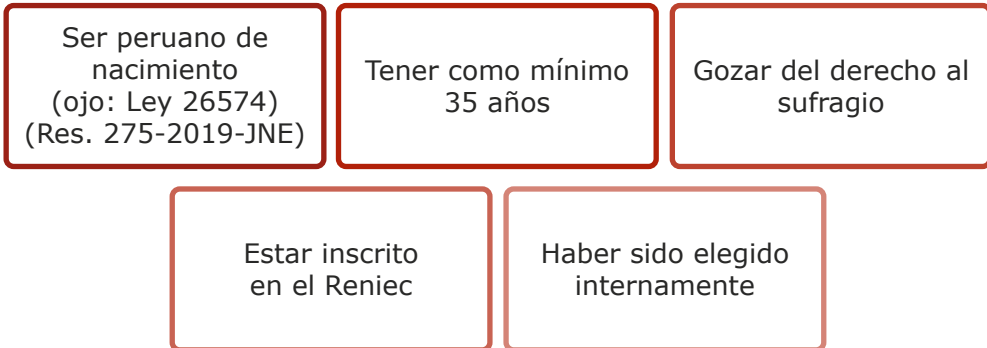 Ser peruano de
nacimiento
(ojo: Ley 26574)
(Res. 275-2019-JNE)
Tener como mínimo
35 años
Gozar del derecho al
sufragio
Estar inscrito
en el Reniec
Haber sido elegido
internamente